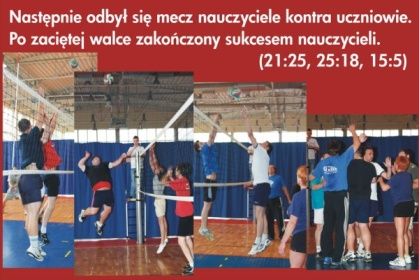 Następnie odbył się mecz nauczyciele kontra uczniowie.
Po zaciętej walce zakończony sukcesem nauczycieli.
(21:25, 25:18, 15:5)